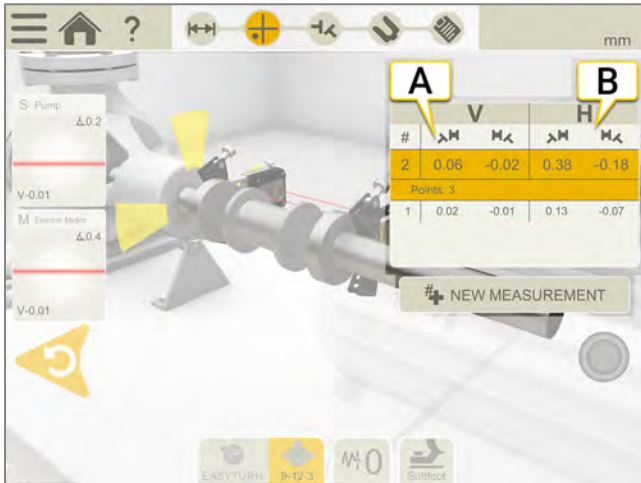 ?
mm
A
B
V H
#
2 0.06 -0.02 0.38 -0.18
Points: 3
1 0.02 -0.01 0.13 -0.07
NEW MEASUREMENT
S Pump
∡0.2
V-0.01
M Electric Motor
∡0.4
V-0.01
EASYTURN
9-12-3
0
Softfoot